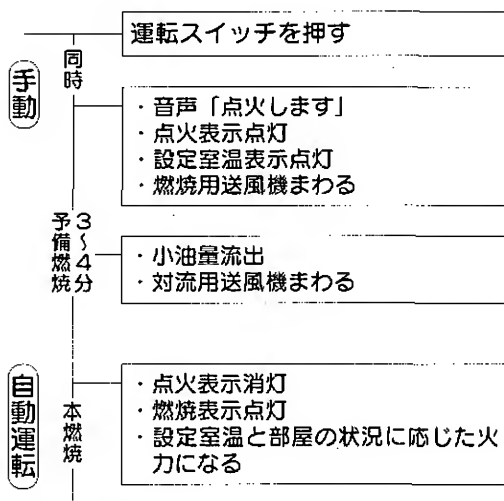 運転スイッチを押す
同時
手動
・音声「点火します」
・点火表示点灯
・設定室温表示点灯
・燃焼用送風機まわる
3〜4分
予備燃焼
・小油量流出
・対流用送風機まわる
自動運転
本燃焼
・点火表示消灯
・燃焼表示点灯
・設定室温と部屋の状況に応じた火
力になる